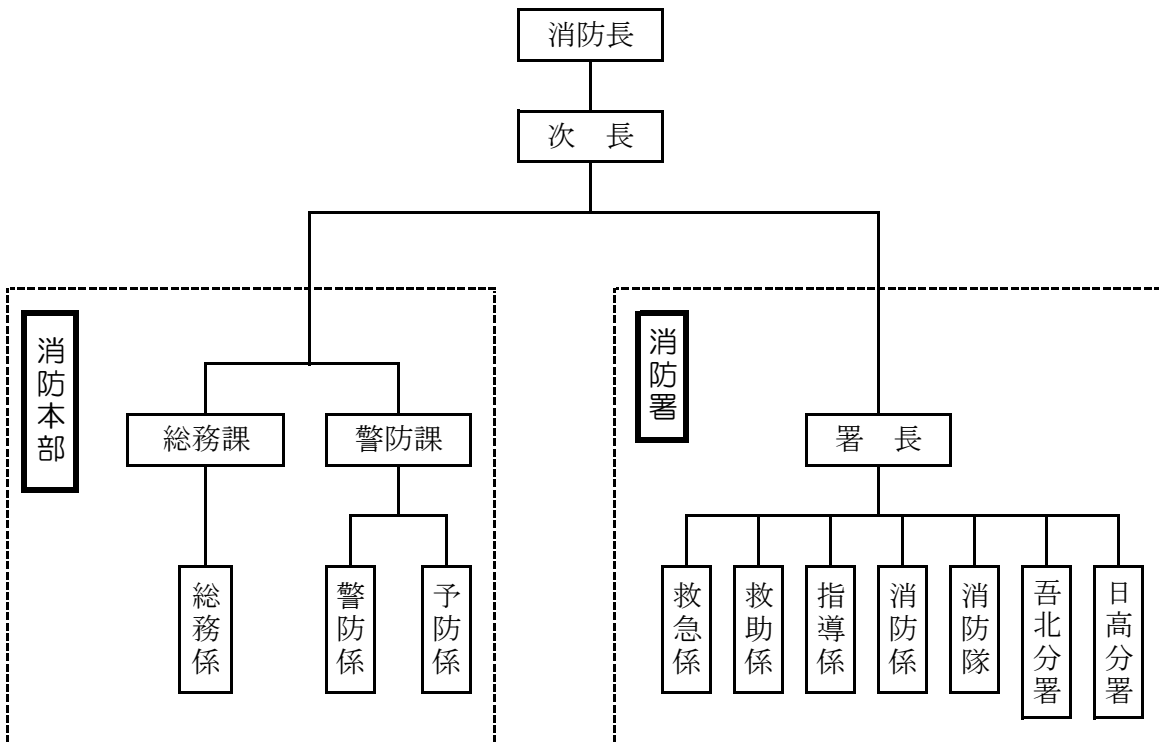 消防長
次　長
消防本部
消防署
総務課
警防課
署　長
総務係
警防係
予防係
救急係
救助係
指導係
消防係
消防隊
吾北分署
日高分署